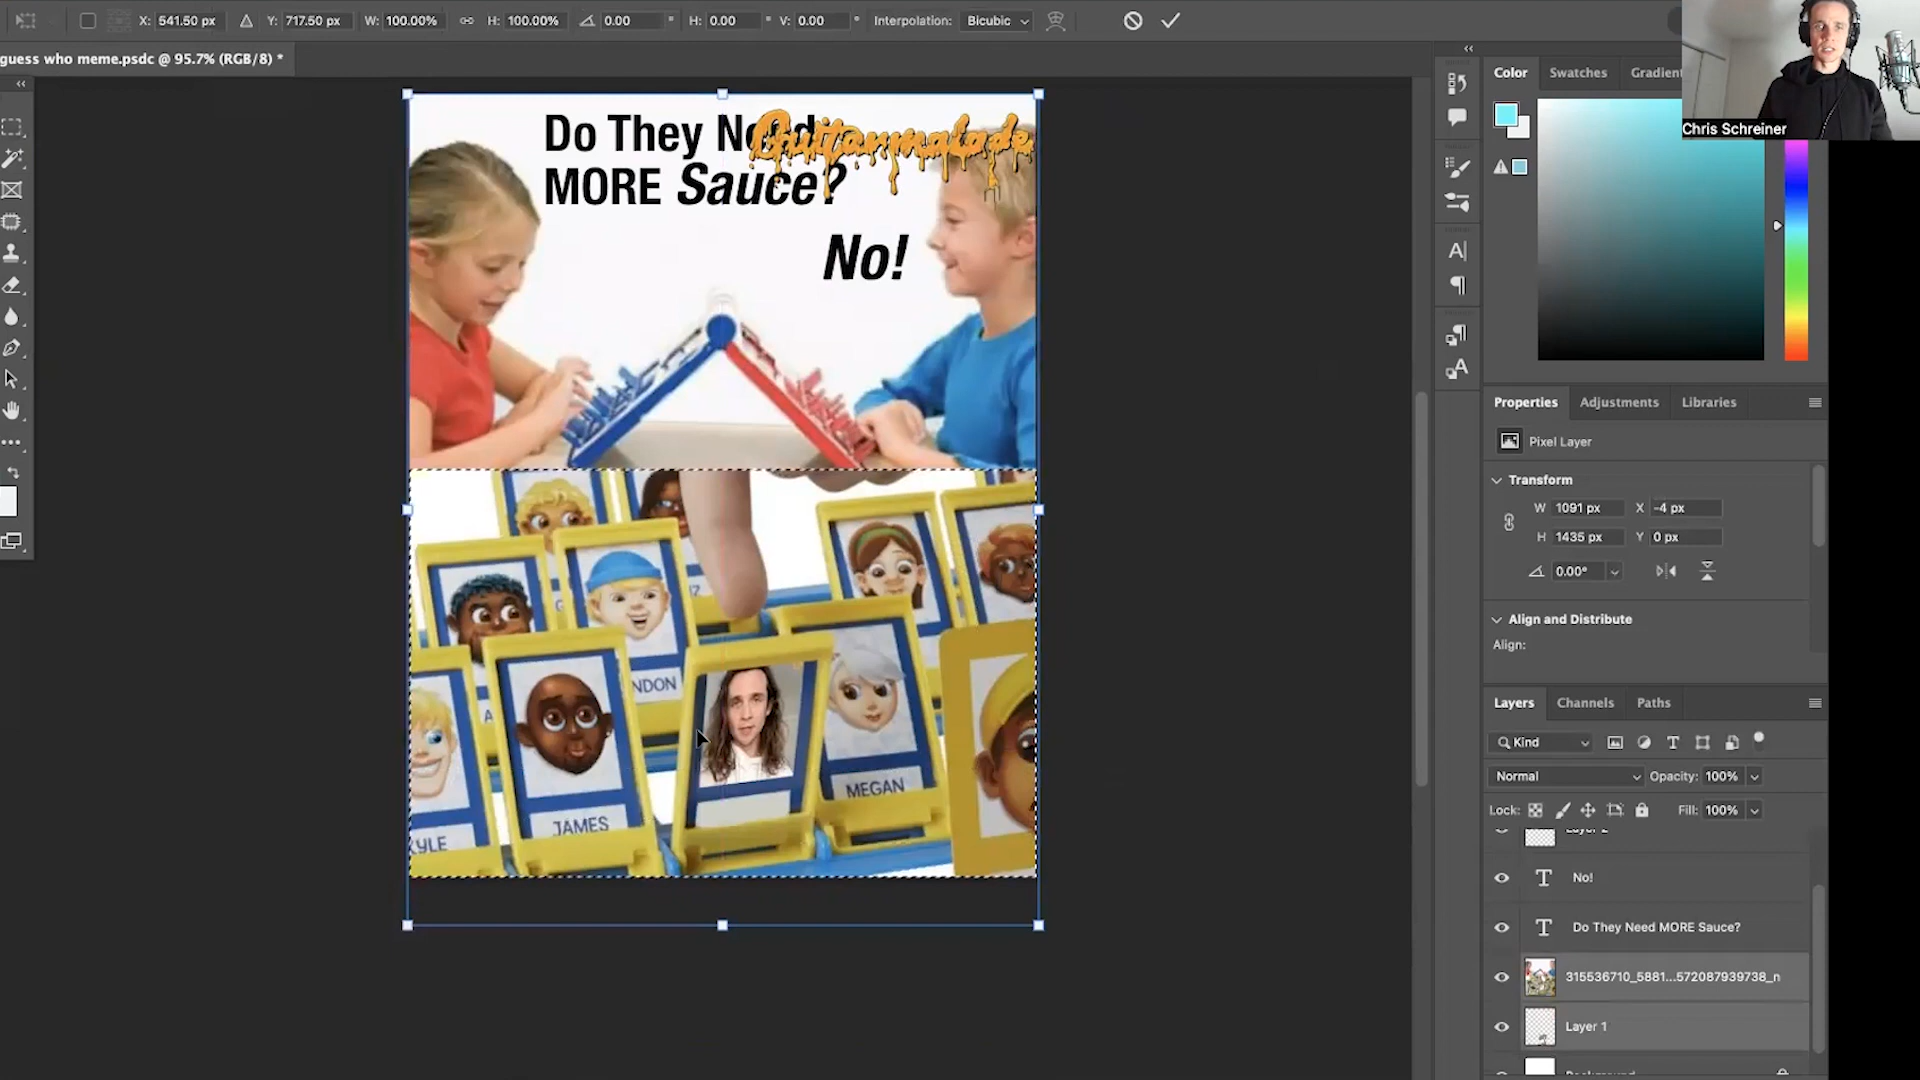 X: 541.50 px Y: 717.50 px W: 100.00% H: 100.00% 0.00 ° H: 0.00 ° V: 0.00 ° Interpolation: Bicubic
guess who meme.psdc @ 95.7% (RGB/8) *
Chris Schreiner
Color Swatches Gradien
Do They Need
Guitarmalade
MORE Sauce?
No!
NDON
MEGAN
JAMES
KYLE
Properties Adjustments Libraries
Pixel Layer
Transform
W 1091 px X -4 px
H 1435 px Y 0 px
0.00°
Align and Distribute
Align:
Layers Channels Paths
Kind
Normal Opacity: 100%
Lock: Fill: 100%
Layer 2
No!
Do They Need MORE Sauce?
315536710_5881...572087939738_n
Layer 1